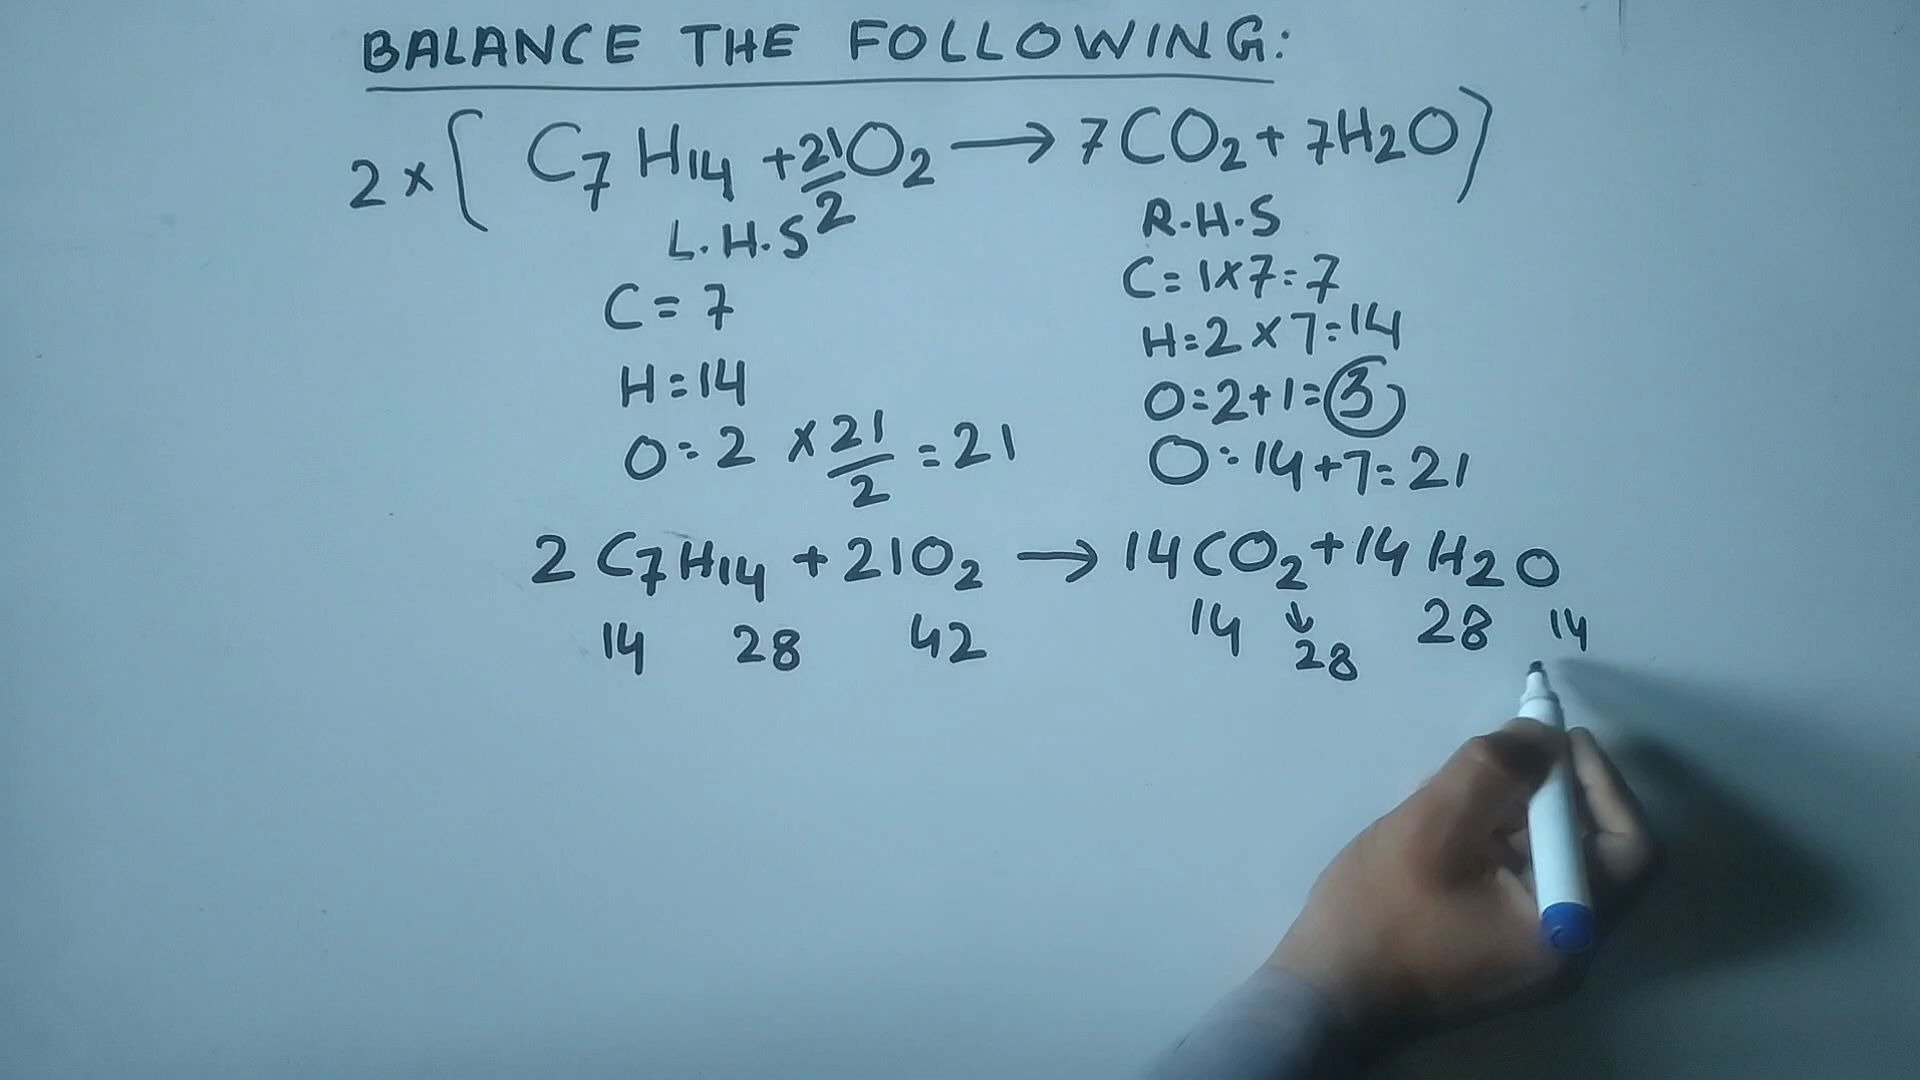 BALANCE THE FOLLOWING:
2 × ( C7H14 + 21/2 O2 → 7CO2 + 7H2O )
L.H.S
R.H.S
C = 7
C = 1×7 = 7
H = 14
H = 2 × 7 = 14
O = 2 × 21/2 = 21
O = 2+1 = 3
O = 14+7 = 21
2 C7H14 + 21O2 → 14CO2 + 14H2O
14 28 42 14 ↓ 28 28 14